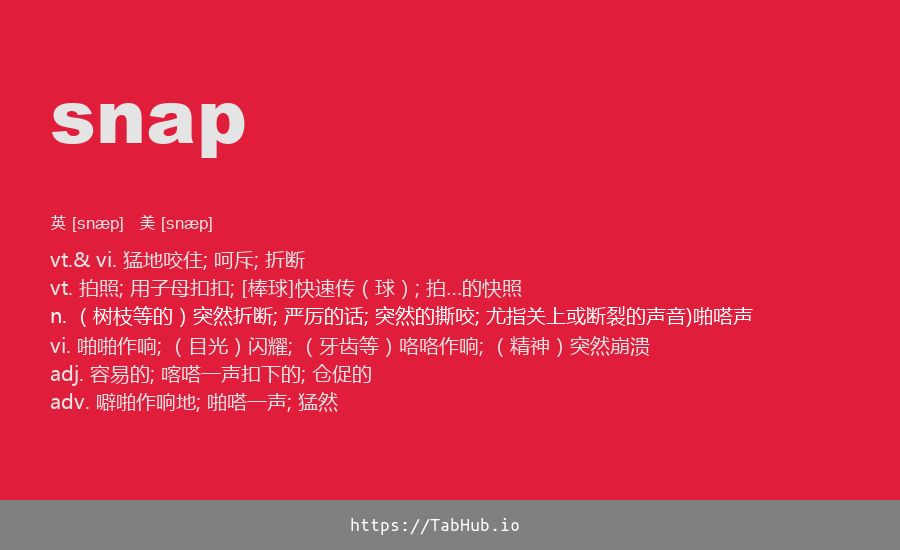 snap
英 [snæp] 美 [snæp]
vt.& vi. 猛地咬住; 呵斥; 折断
vt. 拍照; 用子母扣扣; [棒球]快速传（球）; 拍…的快照
n. （树枝等的）突然折断; 严厉的话; 突然的撕咬; 尤指关上或断裂的声音)啪嗒声
vi. 啪啪作响; （目光）闪耀; （牙齿等）咯咯作响; （精神）突然崩溃
adj. 容易的; 喀嗒一声扣下的; 仓促的
adv. 噼啪作响地; 啪嗒一声; 猛然
https://TabHub.io